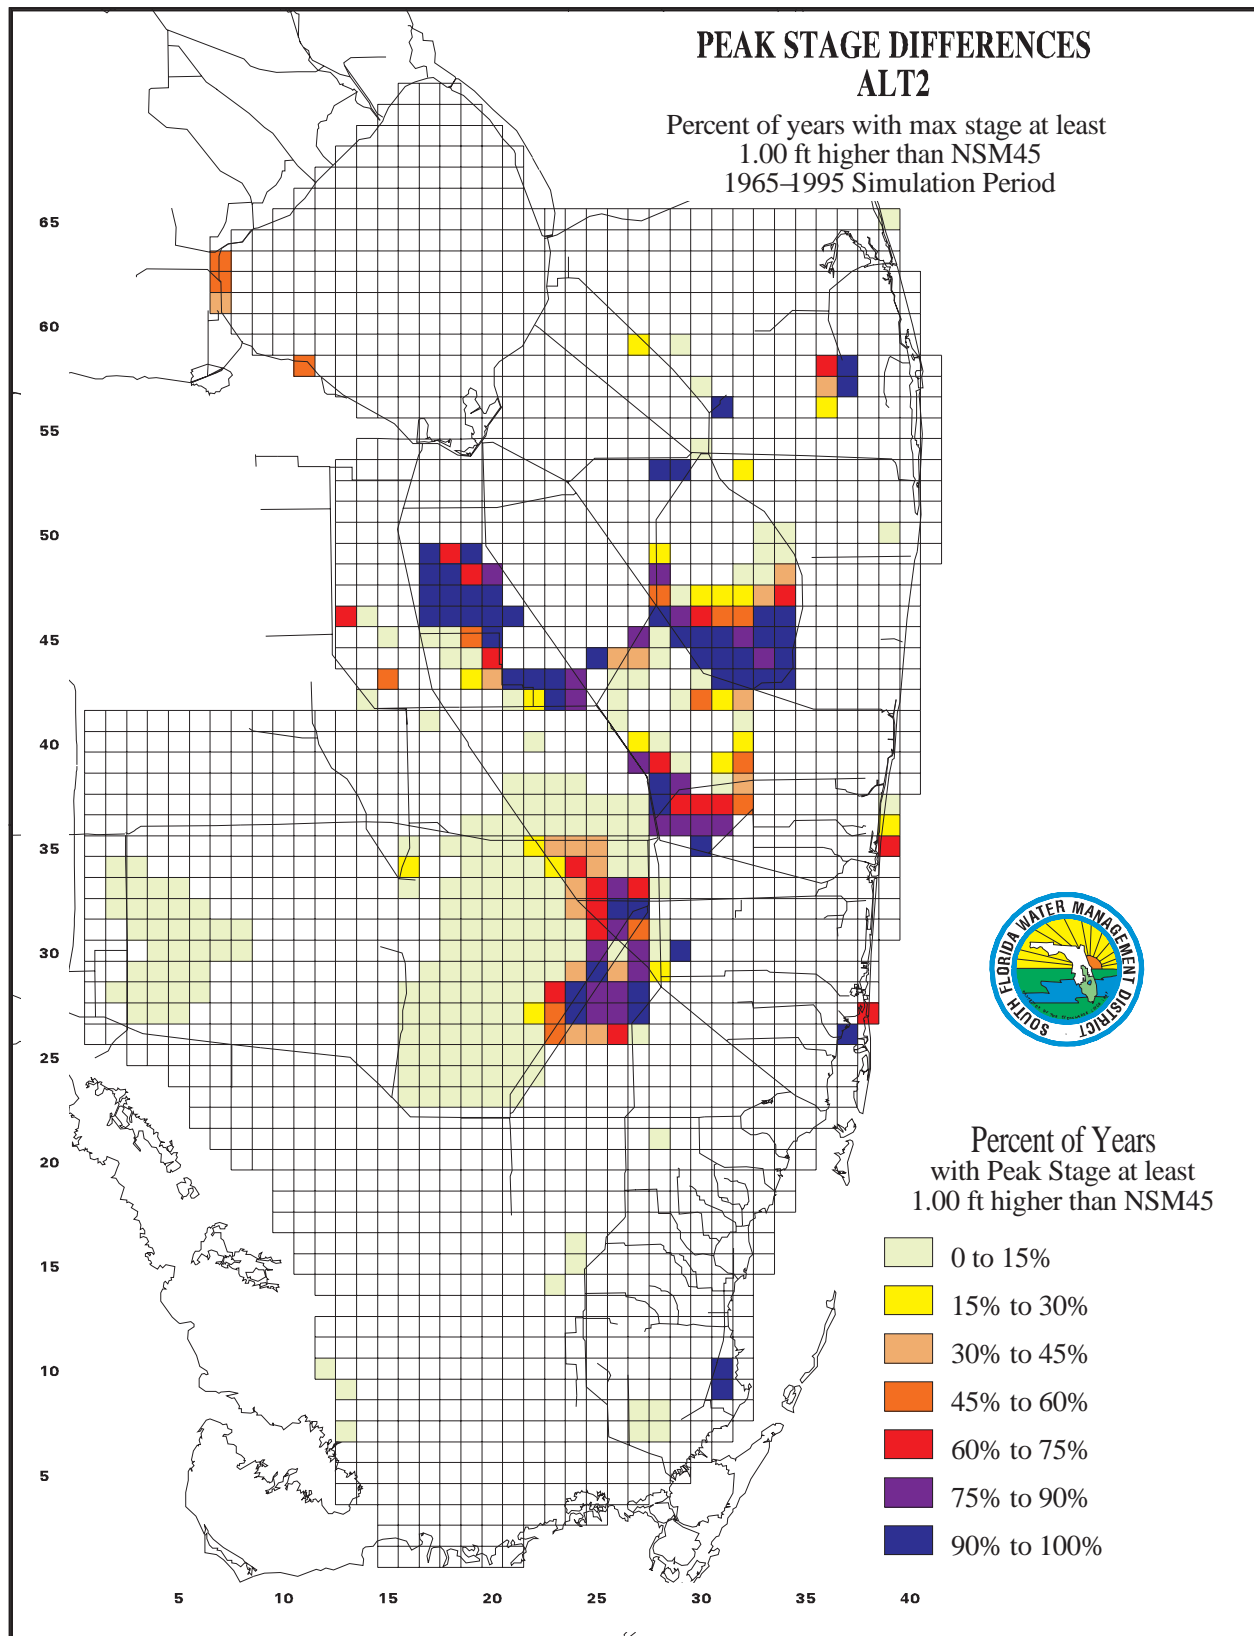 PEAK STAGE DIFFERENCES
ALT2
Percent of years with max stage at least
1.00 ft higher than NSM45
1965–1995 Simulation Period
65
60
55
50
45
40
35
30
25
20
15
10
5
5 10 15 20 25 30 35 40
SOUTH FLORIDA WATER MANAGEMENT DISTRICT
Percent of Years
with Peak Stage at least
1.00 ft higher than NSM45
0 to 15%
15% to 30%
30% to 45%
45% to 60%
60% to 75%
75% to 90%
90% to 100%